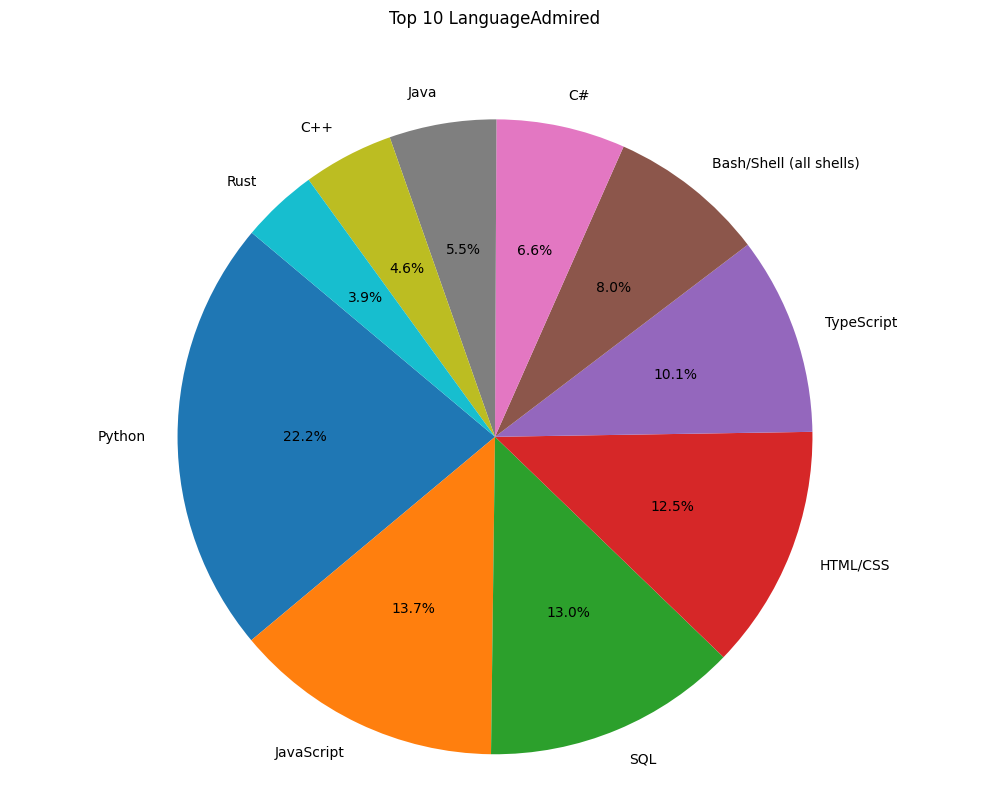 Top 10 LanguageAdmired
Java
C#
C++
Bash/Shell (all shells)
Rust
5.5%
6.6%
4.6%
8.0%
3.9%
TypeScript
10.1%
Python
22.2%
12.5%
HTML/CSS
13.7%
13.0%
JavaScript
SQL